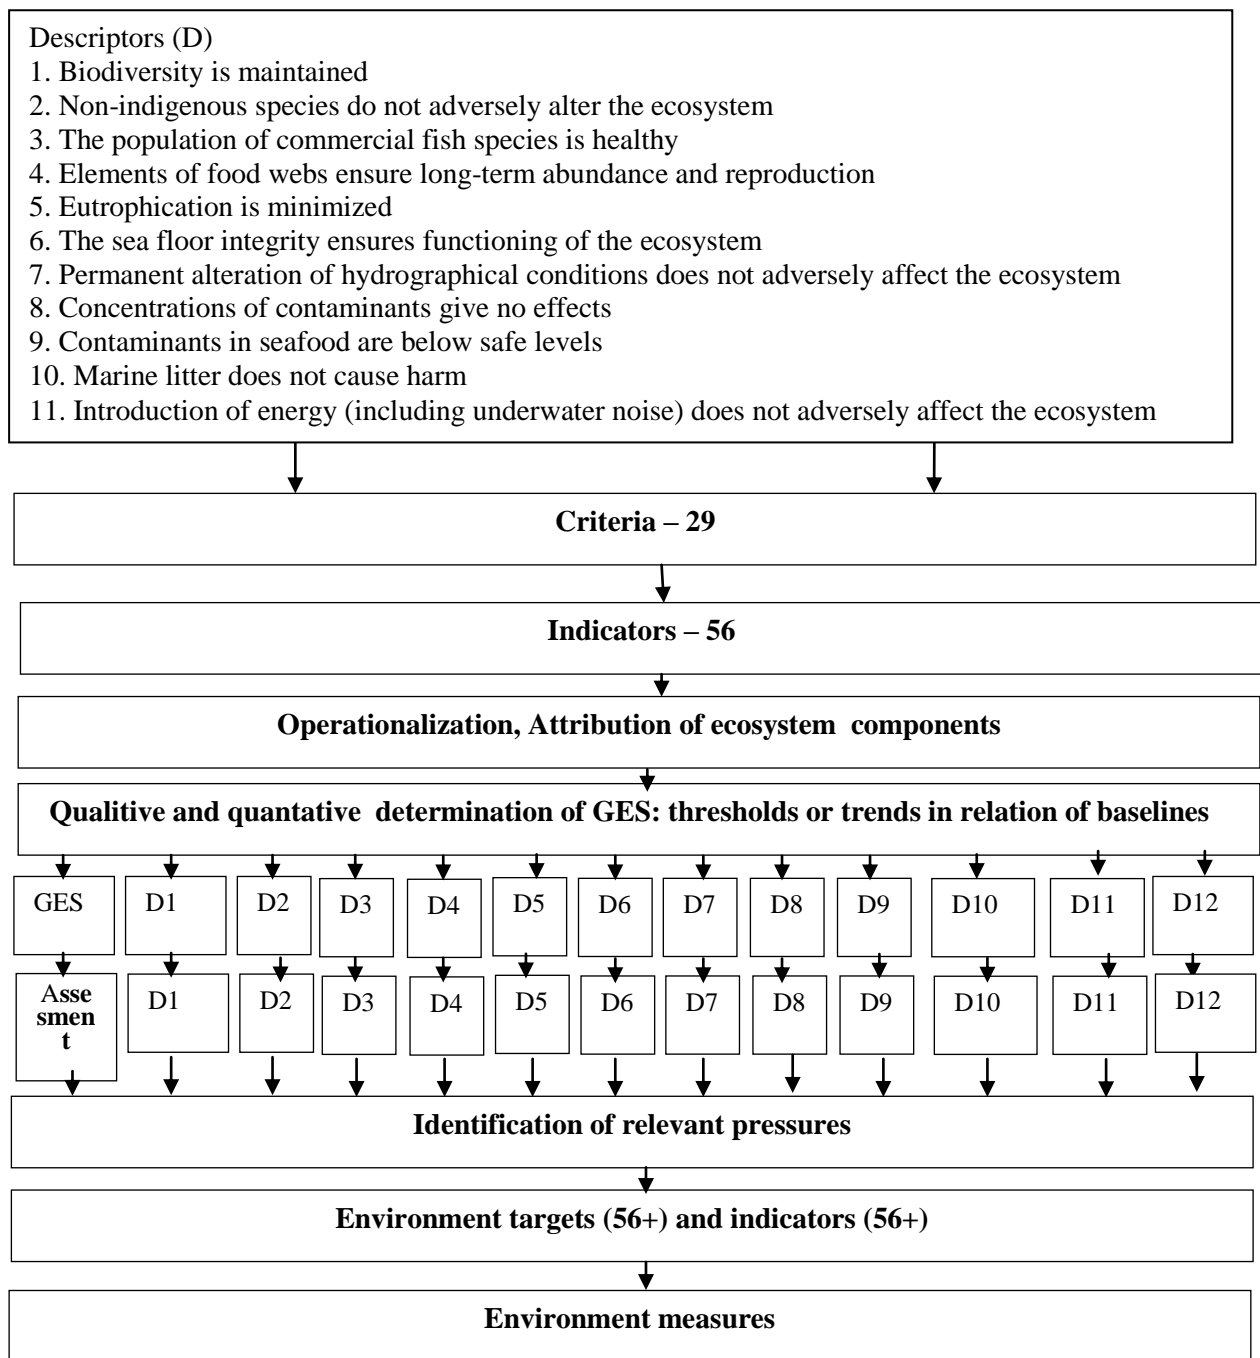 Descriptors (D)
1. Biodiversity is maintained
2. Non-indigenous species do not adversely alter the ecosystem
3. The population of commercial fish species is healthy
4. Elements of food webs ensure long-term abundance and reproduction
5. Eutrophication is minimized
6. The sea floor integrity ensures functioning of the ecosystem
7. Permanent alteration of hydrographical conditions does not adversely affect the ecosystem
8. Concentrations of contaminants give no effects
9. Contaminants in seafood are below safe levels
10. Marine litter does not cause harm
11. Introduction of energy (including underwater noise) does not adversely affect the ecosystem
Criteria – 29
Indicators – 56
Operationalization, Attribution of ecosystem components
Qualitive and quantative determination of GES: thresholds or trends in relation of baselines
GES D1 D2 D3 D4 D5 D6 D7 D8 D9 D10 D11 D12
Asse
smen
t
D1 D2 D3 D4 D5 D6 D7 D8 D9 D10 D11 D12
Identification of relevant pressures
Environment targets (56+) and indicators (56+)
Environment measures